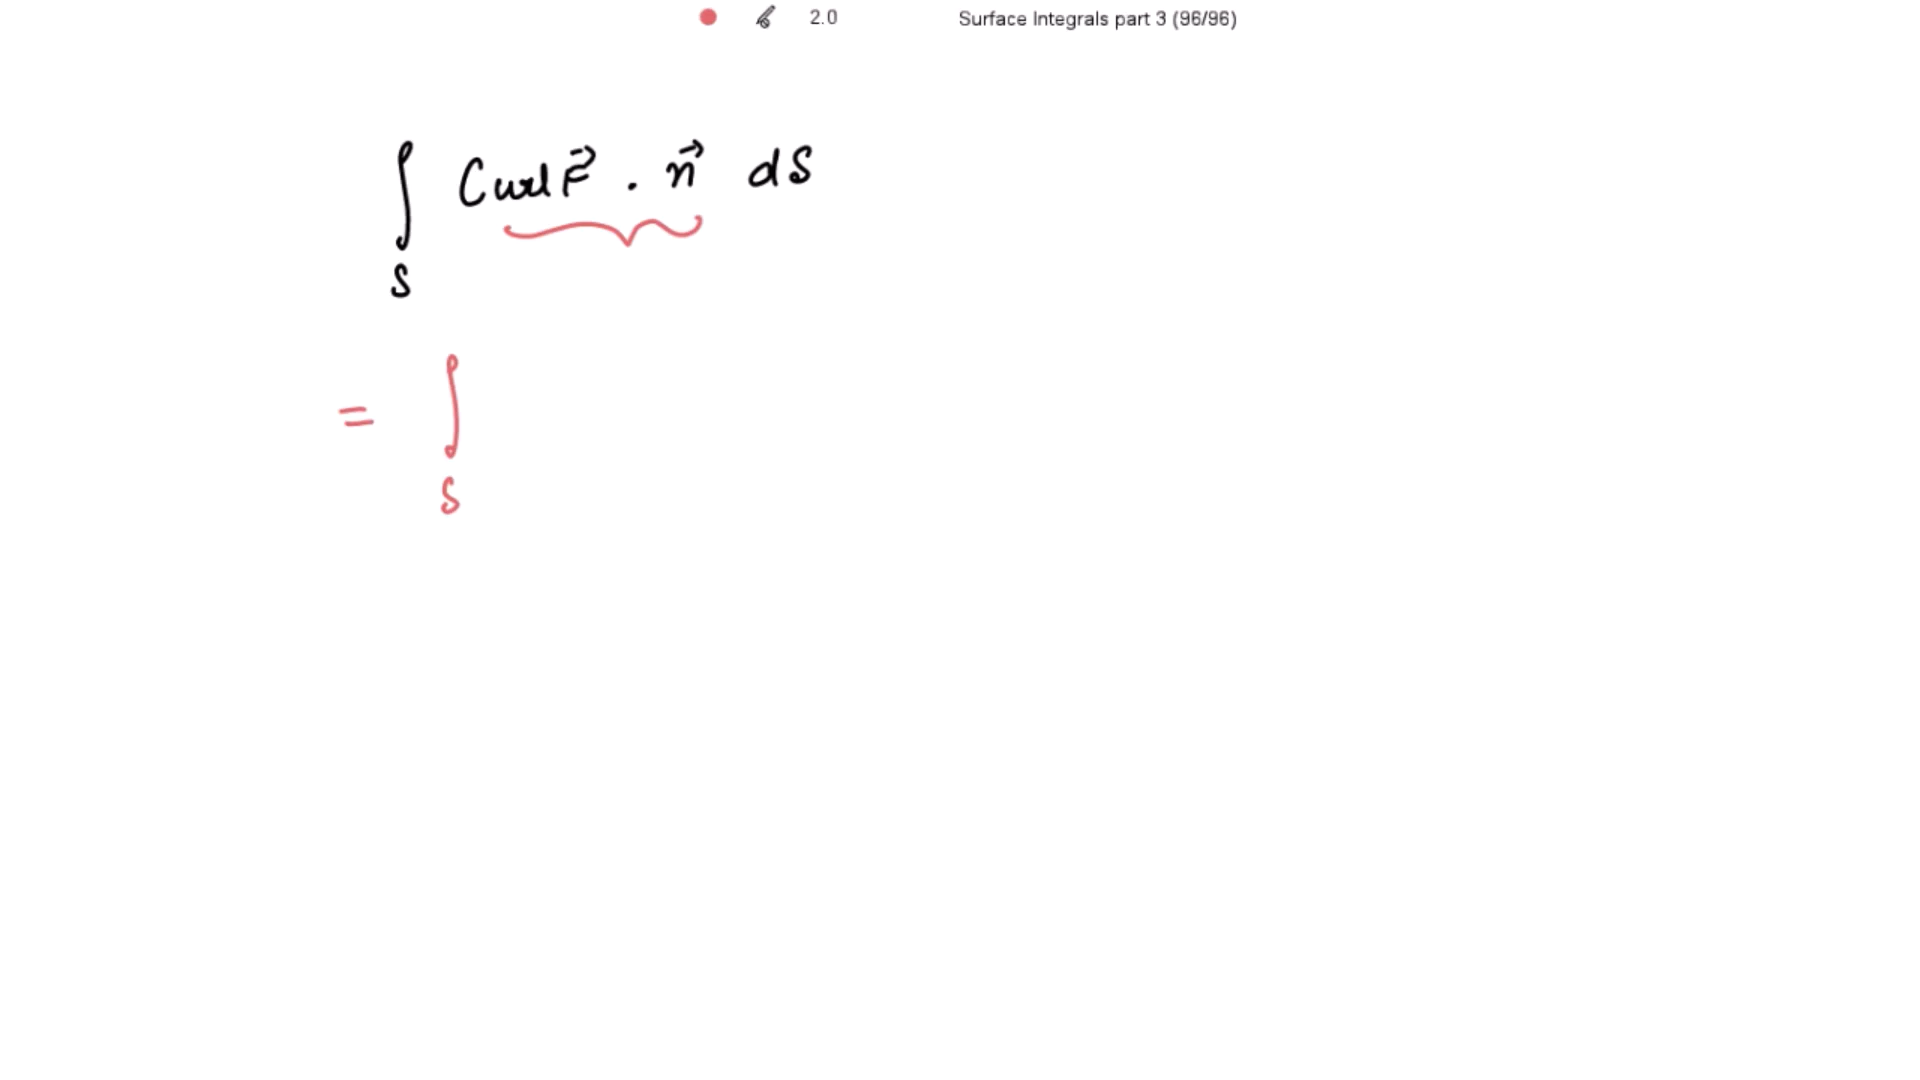 2.0 Surface Integrals part 3 (96/96)
∫ Curl F⃗ . n⃗ dS
S
= ∫
S